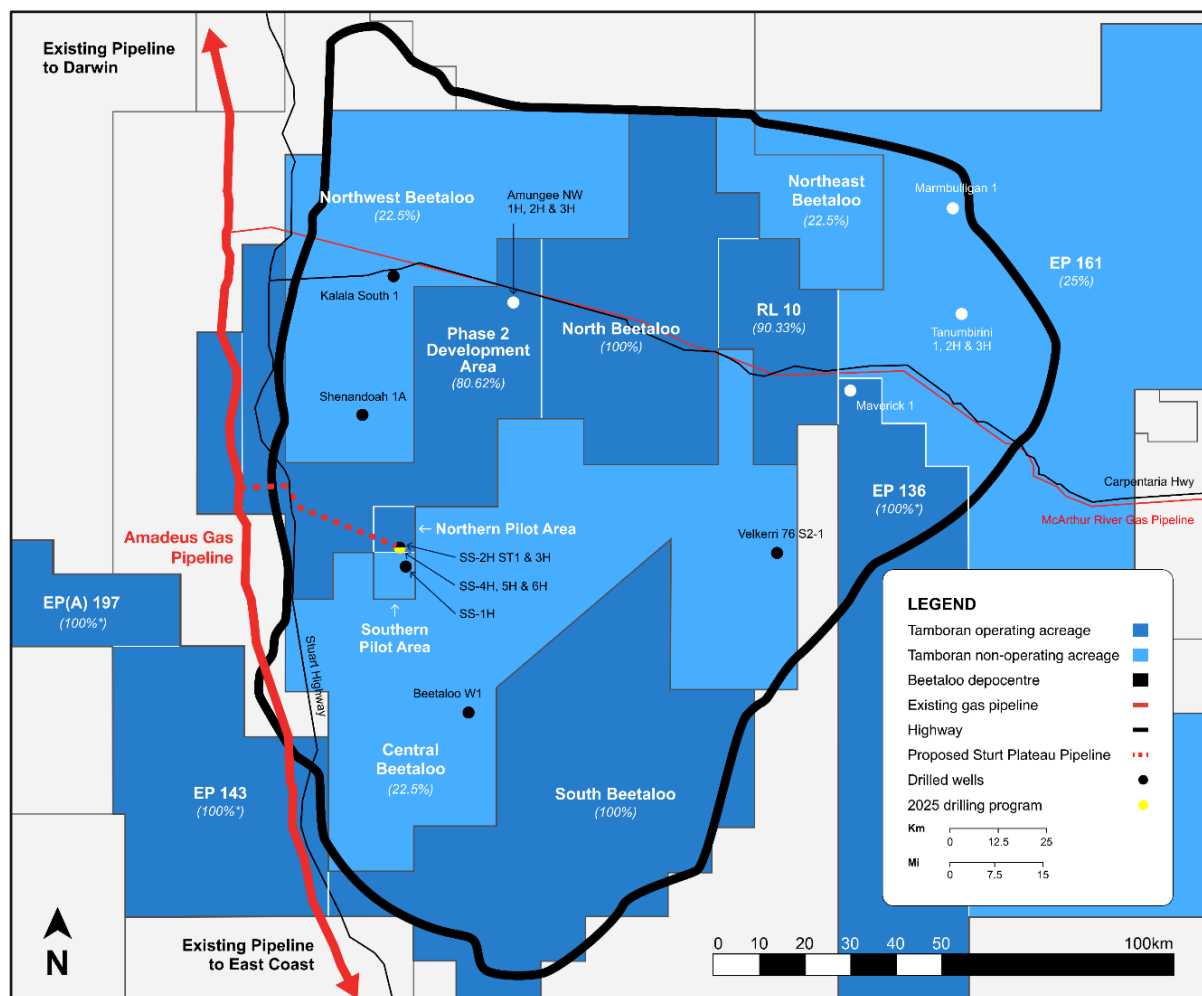 Existing Pipeline
to Darwin
Northwest Beetaloo
(22.5%)
Amungee NW
1H, 2H & 3H
Northeast
Beetaloo
(22.5%)
Marmbulligan 1
EP 161
(25%)
Kalala South 1
Phase 2
Development
Area
(80.62%)
North Beetaloo
(100%)
RL 10
(90.33%)
Tanumbirini
1, 2H & 3H
Shenandoah 1A
Maverick 1
Carpentaria Hwy
McArthur River Gas Pipeline
EP 136
(100%*)
Amadeus Gas
Pipeline
←Northern Pilot Area
SS-2H ST1 & 3H
SS-4H, 5H & 6H
SS-1H
Velkerri 76 S2-1
EP(A) 197
(100%*)
↑
Southern
Pilot Area
Stuart Highway
Beetaloo W1
Central
Beetaloo
(22.5%)
EP 143
(100%*)
South Beetaloo
(100%)
LEGEND
Tamboran operating acreage
Tamboran non-operating acreage
Beetaloo depocentre
Existing gas pipeline
Highway
Proposed Sturt Plateau Pipeline
Drilled wells
2025 drilling program
Km
0 12.5 25
Mi
0 7.5 15
N
Existing Pipeline
to East Coast
0 10 20 30 40 50 100km